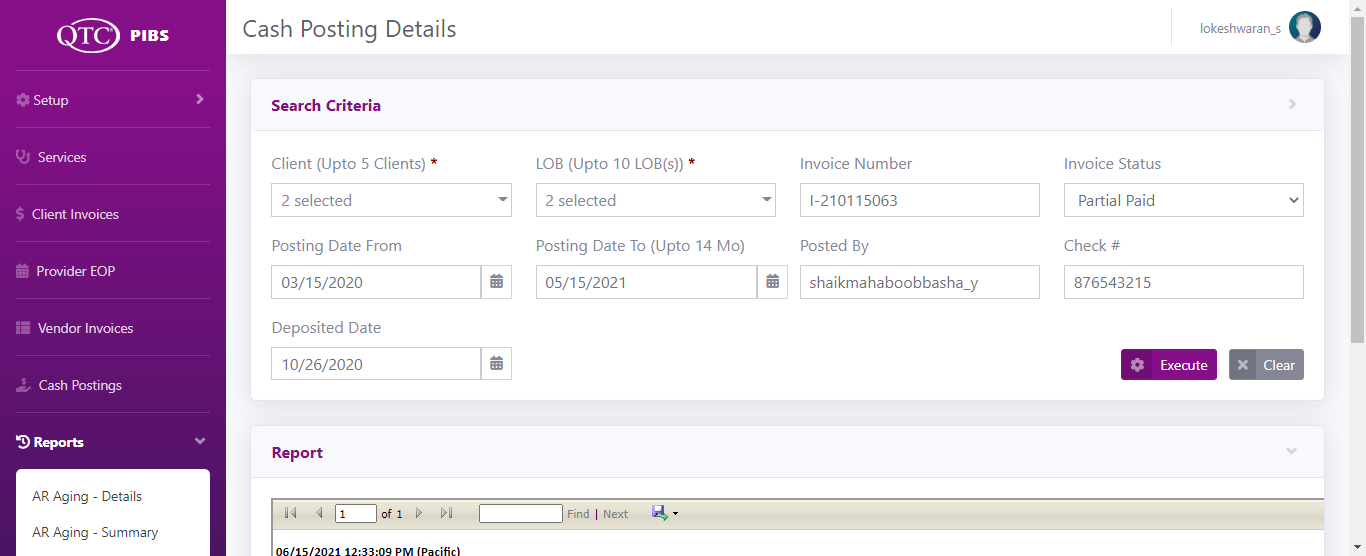 QTC PIBS
Cash Posting Details
lokeshwaran_s
Setup
Services
Client Invoices
Provider EOP
Vendor Invoices
Cash Postings
Reports
AR Aging - Details
AR Aging - Summary
Search Criteria
Client (Upto 5 Clients) * LOB (Upto 10 LOB(s)) * Invoice Number Invoice Status
2 selected 2 selected I-210115063 Partial Paid
Posting Date From Posting Date To (Upto 14 Mo) Posted By Check #
03/15/2020 05/15/2021 shaikmahaboobbasha_y 876543215
Deposited Date
10/26/2020 Execute Clear
Report
1 of 1 Find | Next
06/15/2021 12:33:09 PM (Pacific)